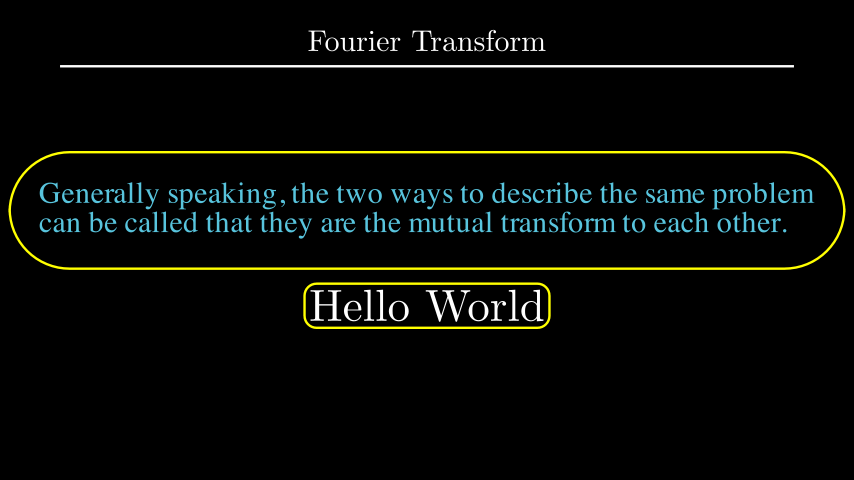 Fourier Transform
Generally speaking, the two ways to describe the same problem
can be called that they are the mutual transform to each other.
Hello World